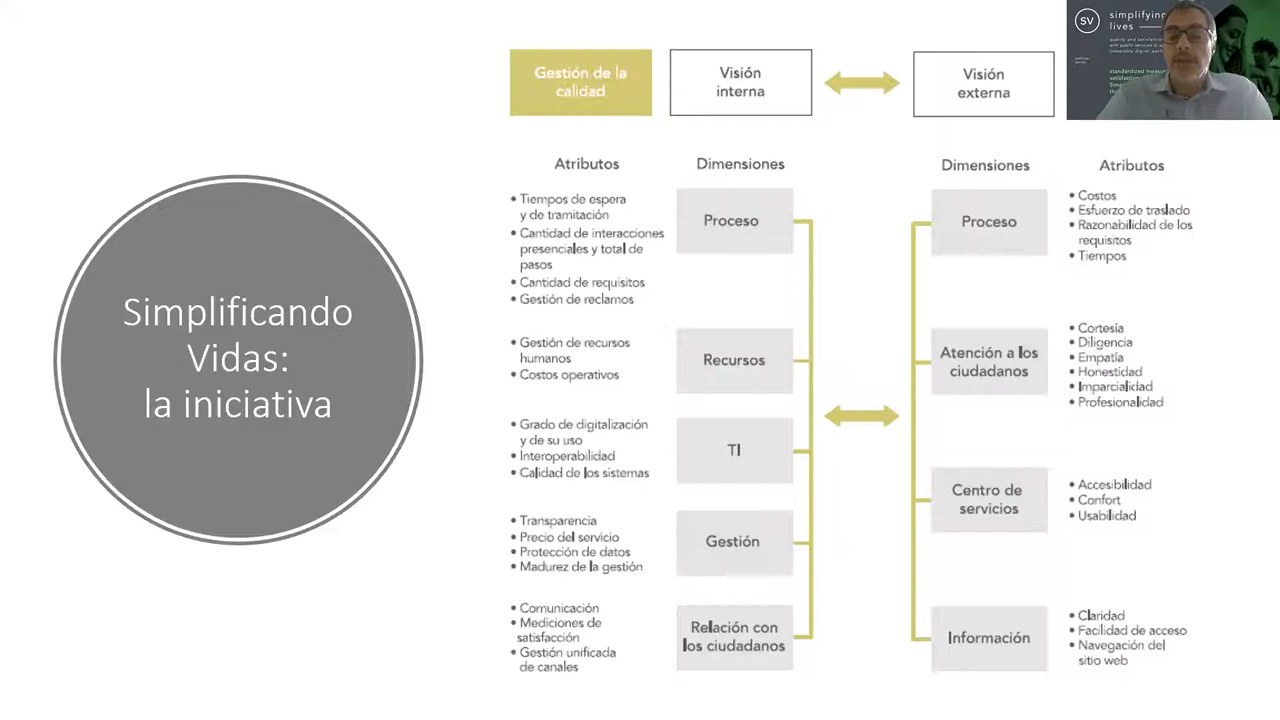 simplifying
lives
SV
Gestión de la
calidad
Visión
interna
Visión
externa
Atributos
Dimensiones
Dimensiones
Atributos
Simplificando
Vidas:
la iniciativa
• Tiempos de espera
y de tramitación
• Cantidad de interacciones
presenciales y total de
pasos
• Cantidad de requisitos
• Gestión de reclamos
Proceso
• Gestión de recursos
humanos
• Costos operativos
Recursos
• Grado de digitalización
y de su uso
• Interoperabilidad
• Calidad de los sistemas
TI
• Transparencia
• Precio del servicio
• Protección de datos
• Madurez de la gestión
Gestión
• Comunicación
• Mediciones de
satisfacción
• Gestión unificada
de canales
Relación con
los ciudadanos
Proceso
• Costos
• Esfuerzo de traslado
• Razonabilidad de los
requisitos
• Tiempos
Atención a los
ciudadanos
• Cortesía
• Diligencia
• Empatía
• Honestidad
• Imparcialidad
• Profesionalidad
Centro de
servicios
• Accesibilidad
• Confort
• Usabilidad
Información
• Claridad
• Facilidad de acceso
• Navegación del
sitio web